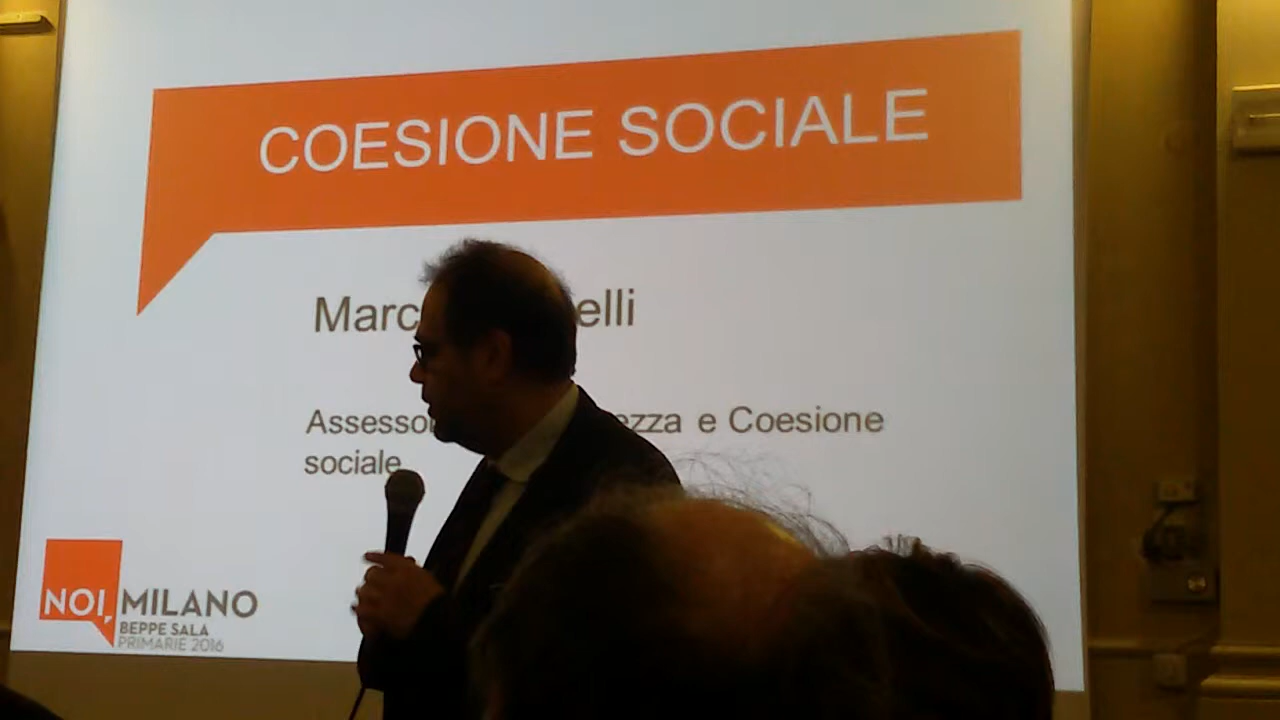 COESIONE SOCIALE
Marc elli
Assesso ezza e Coesione
sociale
NOI, MILANO
BEPPE SALA
PRIMARIE 2016